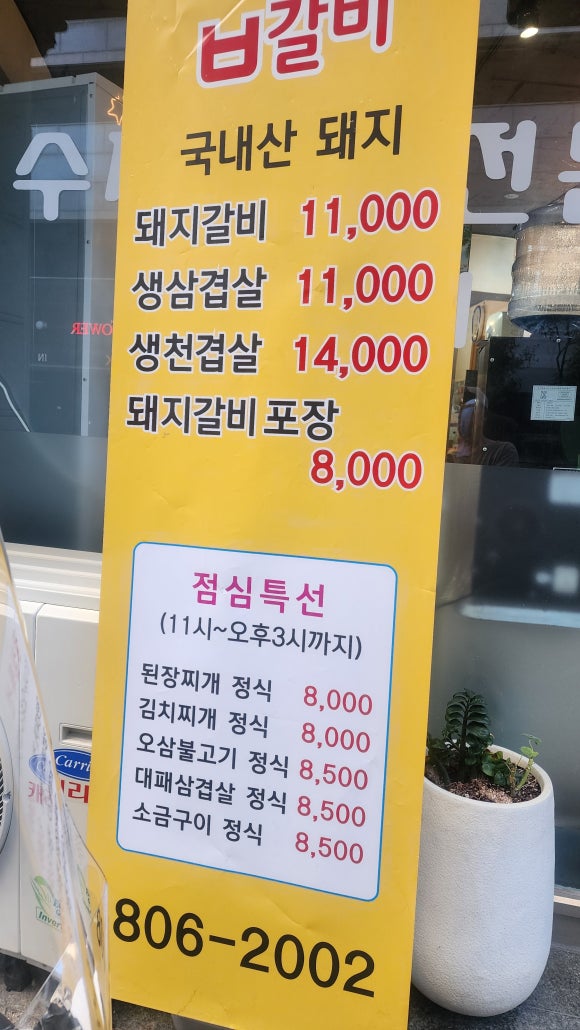 갈비
국내산 돼지
돼지갈비 11,000
생삼겹살 11,000
생천겹살 14,000
돼지갈비 포장
8,000
점심특선
(11시~오후3시까지)
된장찌개 정식 8,000
김치찌개 정식 8,000
오삼불고기 정식 8,500
대패삼겹살 정식 8,500
소금구이 정식 8,500
806-2002
수
전
Carri
Inver